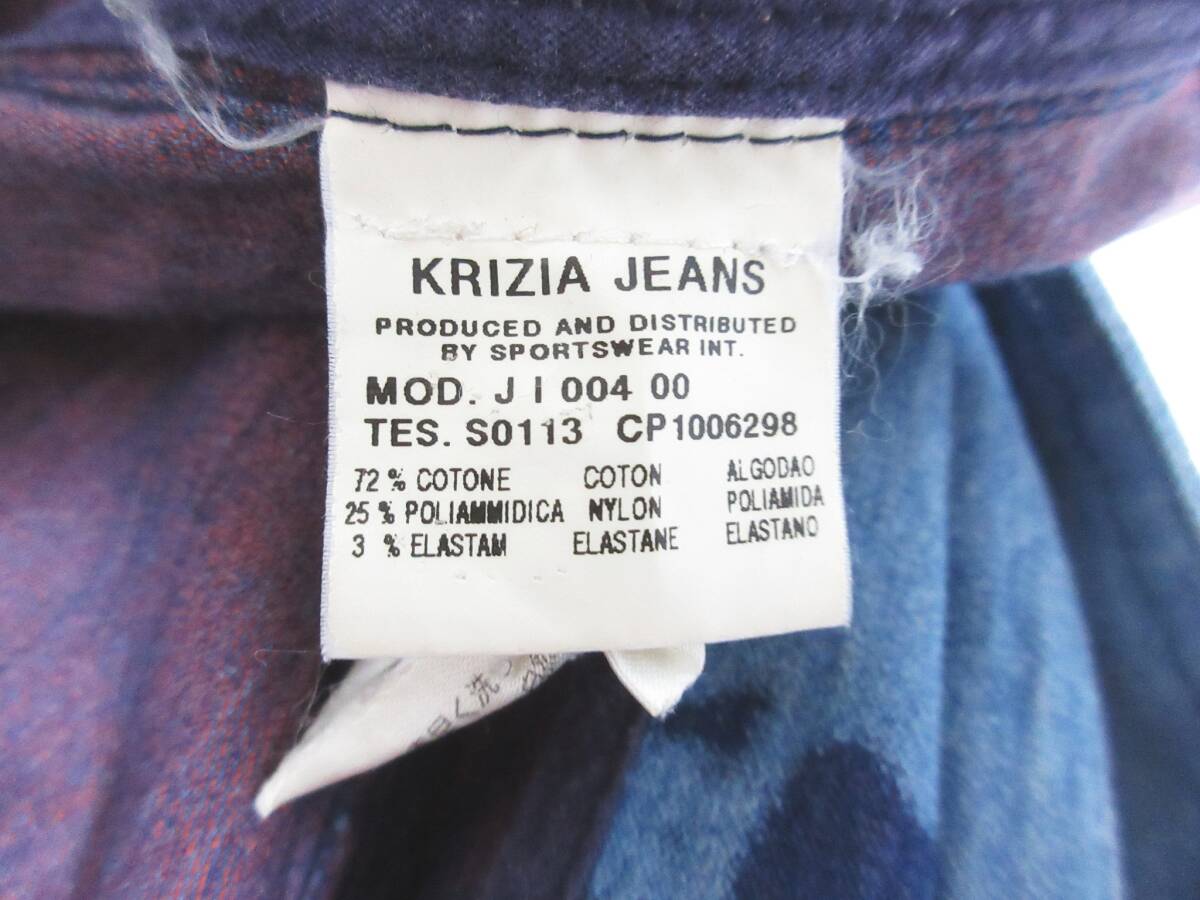 KRIZIA JEANS
PRODUCED AND DISTRIBUTED
BY SPORTSWEAR INT.
MOD. J I 004 00
TES. S0113 CP1006298
72 % COTONE COTON ALGODAO
25 % POLIAMMIDICA NYLON POLIAMIDA
3 % ELASTAM ELASTANE ELASTANO